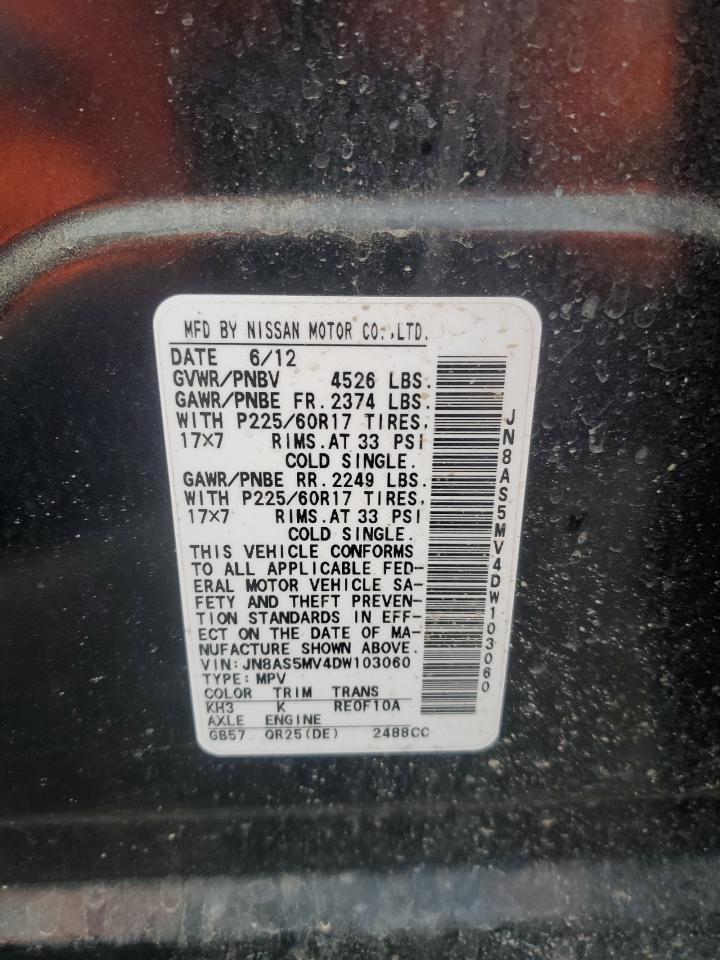 MFD BY NISSAN MOTOR CO.,LTD.
DATE 6/12
GVWR/PNBV 4526 LBS.
GAWR/PNBE FR. 2374 LBS.
WITH P225/60R17 TIRES,
17×7 RIMS.AT 33 PSI
COLD SINGLE.
GAWR/PNBE RR. 2249 LBS.
WITH P225/60R17 TIRES,
17×7 RIMS.AT 33 PSI
COLD SINGLE.
THIS VEHICLE CONFORMS
TO ALL APPLICABLE FED-
ERAL MOTOR VEHICLE SA-
FETY AND THEFT PREVEN-
TION STANDARDS IN EFF-
ECT ON THE DATE OF MA-
NUFACTURE SHOWN ABOVE.
VIN:JN8AS5MV4DW103060
TYPE:MPV
COLOR TRIM TRANS
KH3 K RE0F10A
AXLE ENGINE
GB57 QR25(DE) 2488CC
JN8AS5MV4DW103060